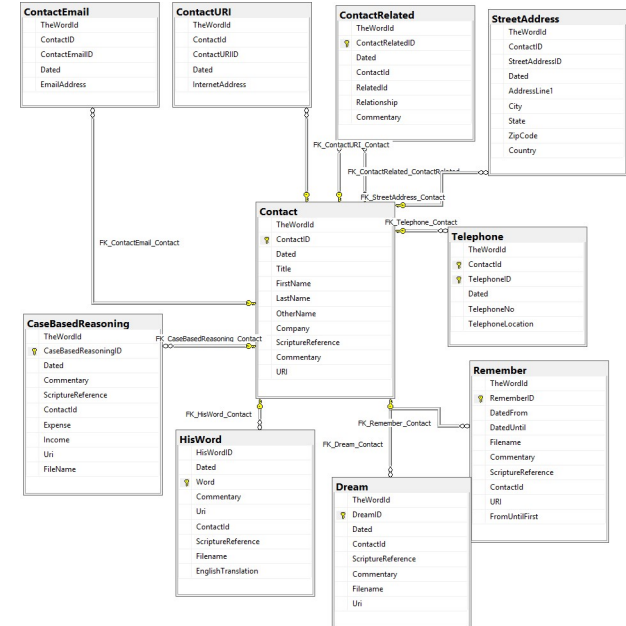 ContactEmail
TheWordId
ContactID
ContactEmailID
Dated
EmailAddress
ContactURI
TheWordId
ContactId
ContactURIID
Dated
InternetAddress
ContactRelated
TheWordId
ContactRelatedID
Dated
ContactId
RelatedId
Relationship
Commentary
StreetAddress
TheWordId
ContactID
StreetAddressID
Dated
AddressLine1
City
State
ZipCode
Country
FK_ContactURI_Contact
FK_ContactRelated_ContactRelated
FK_StreetAddress_Contact
FK_Telephone_Contact
FK_ContactEmail_Contact
Contact
TheWordId
ContactID
Dated
Title
FirstName
LastName
OtherName
Company
ScriptureReference
Commentary
URI
Telephone
TheWordId
ContactId
TelephoneID
Dated
TelephoneNo
TelephoneLocation
CaseBasedReasoning
TheWordId
CaseBasedReasoningID
Dated
Commentary
ScriptureReference
ContactId
Expense
Income
Uri
FileName
FK_CaseBasedReasoning_Contact
Remember
TheWordId
RememberID
DatedFrom
DatedUntil
Filename
Commentary
ScriptureReference
ContactId
URI
FromUntilFirst
FK_HisWord_Contact
FK_Remember_Contact
FK_Dream_Contact
HisWord
HisWordID
Dated
Word
Commentary
Uri
ContactId
ScriptureReference
Filename
EnglishTranslation
Dream
TheWordId
DreamID
Dated
ContactId
ScriptureReference
Commentary
Filename
Uri